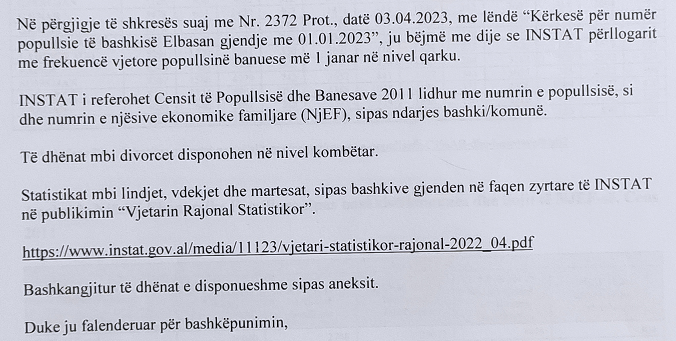 Në përgjigje të shkresës suaj me Nr. 2372 Prot., datë 03.04.2023, me lëndë “Kërkesë për numër
popullsie të bashkisë Elbasan gjendje me 01.01.2023”, ju bëjmë me dije se INSTAT përllogarit
me frekuencë vjetore popullsinë banuese më 1 janar në nivel qarku.
INSTAT i referohet Censit të Popullsisë dhe Banesave 2011 lidhur me numrin e popullsisë, si
dhe numrin e njësive ekonomike familjare (NjEF), sipas ndarjes bashki/komunë.
Të dhënat mbi divorcet disponohen në nivel kombëtar.
Statistikat mbi lindjet, vdekjet dhe martesat, sipas bashkive gjenden në faqen zyrtare të INSTAT
në publikimin “Vjetarin Rajonal Statistikor”.
https://www.instat.gov.al/media/11123/vjetari-statistikor-rajonal-2022_04.pdf
Bashkangjitur të dhënat e disponueshme sipas aneksit.
Duke ju falenderuar për bashkëpunimin,